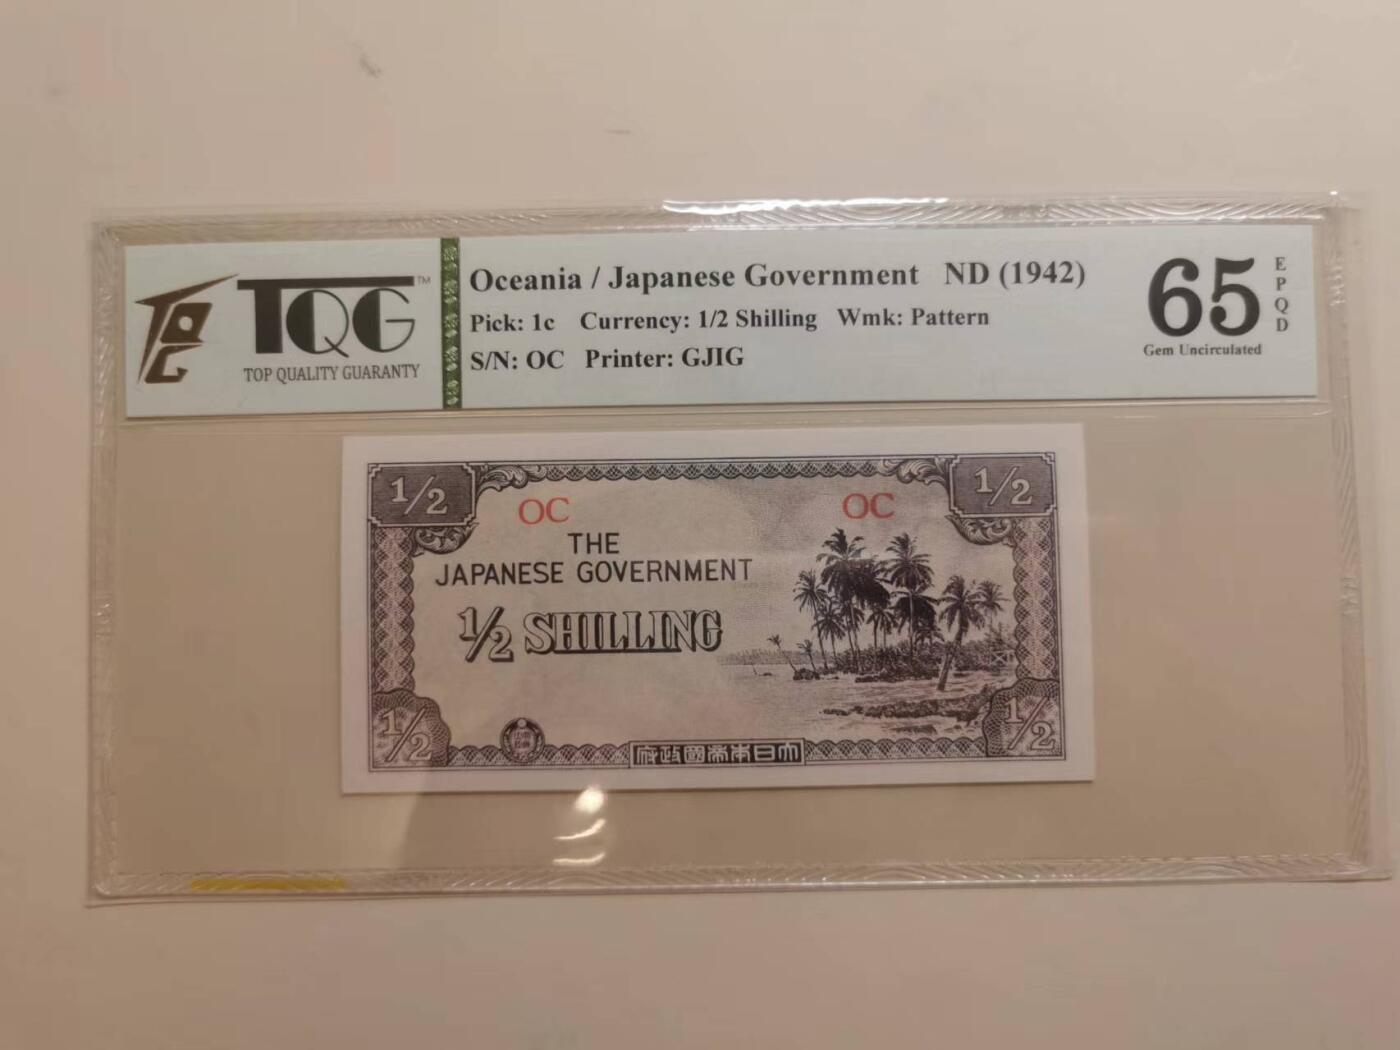 TQG™
TOP QUALITY GUARANTY
Oceania / Japanese Government ND (1942)
Pick: 1c Currency: 1/2 Shilling Wmk: Pattern
S/N: OC Printer: GJIG
65
EPQD
Gem Uncirculated
1/2 1/2
OC OC
THE
JAPANESE GOVERNMENT
1/2 SHILLING
1/2 1/2
府政國帝本日大